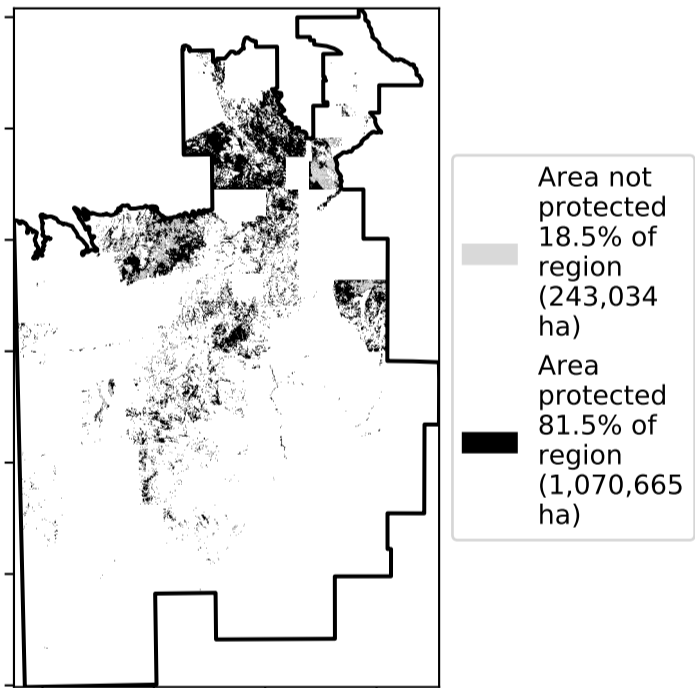 Area not
protected
18.5% of
region
(243,034
ha)
Area
protected
81.5% of
region
(1,070,665
ha)